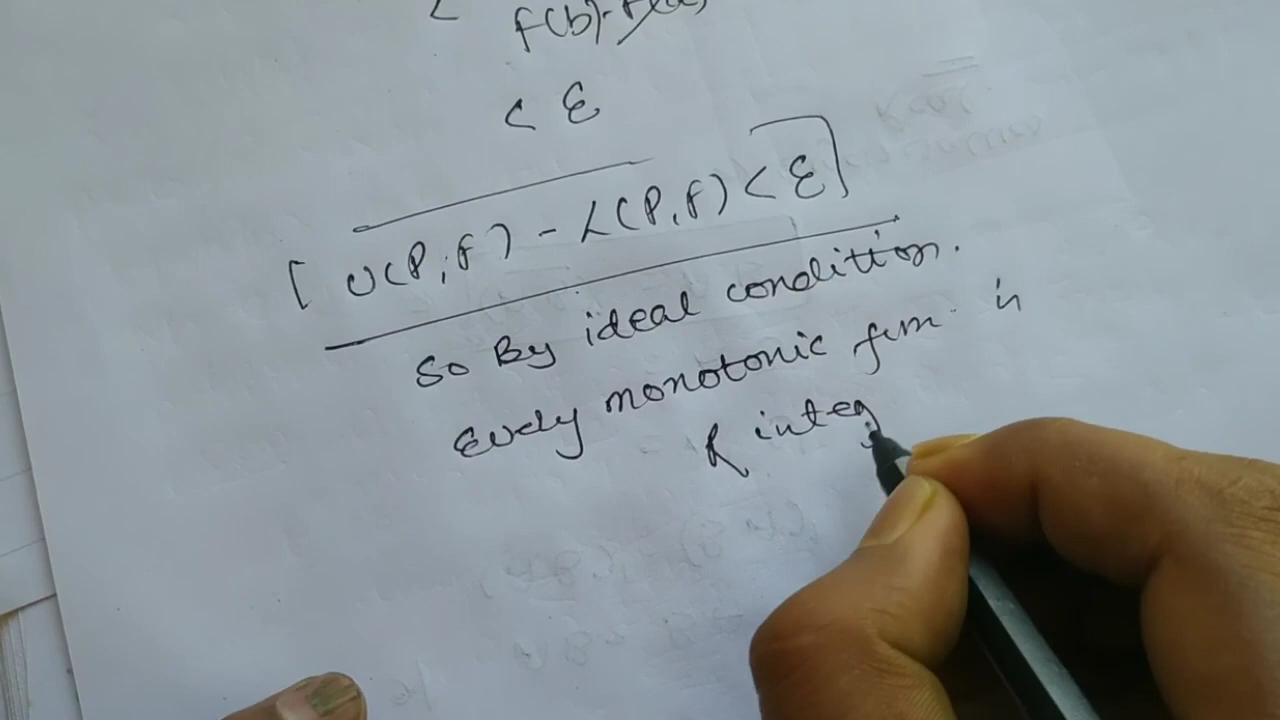 <
f(b)-f(a)
< ε
[ U(P,f) - L(P,f) < ε ]
So By ideal condition.
Every monotonic fun. is
R integ